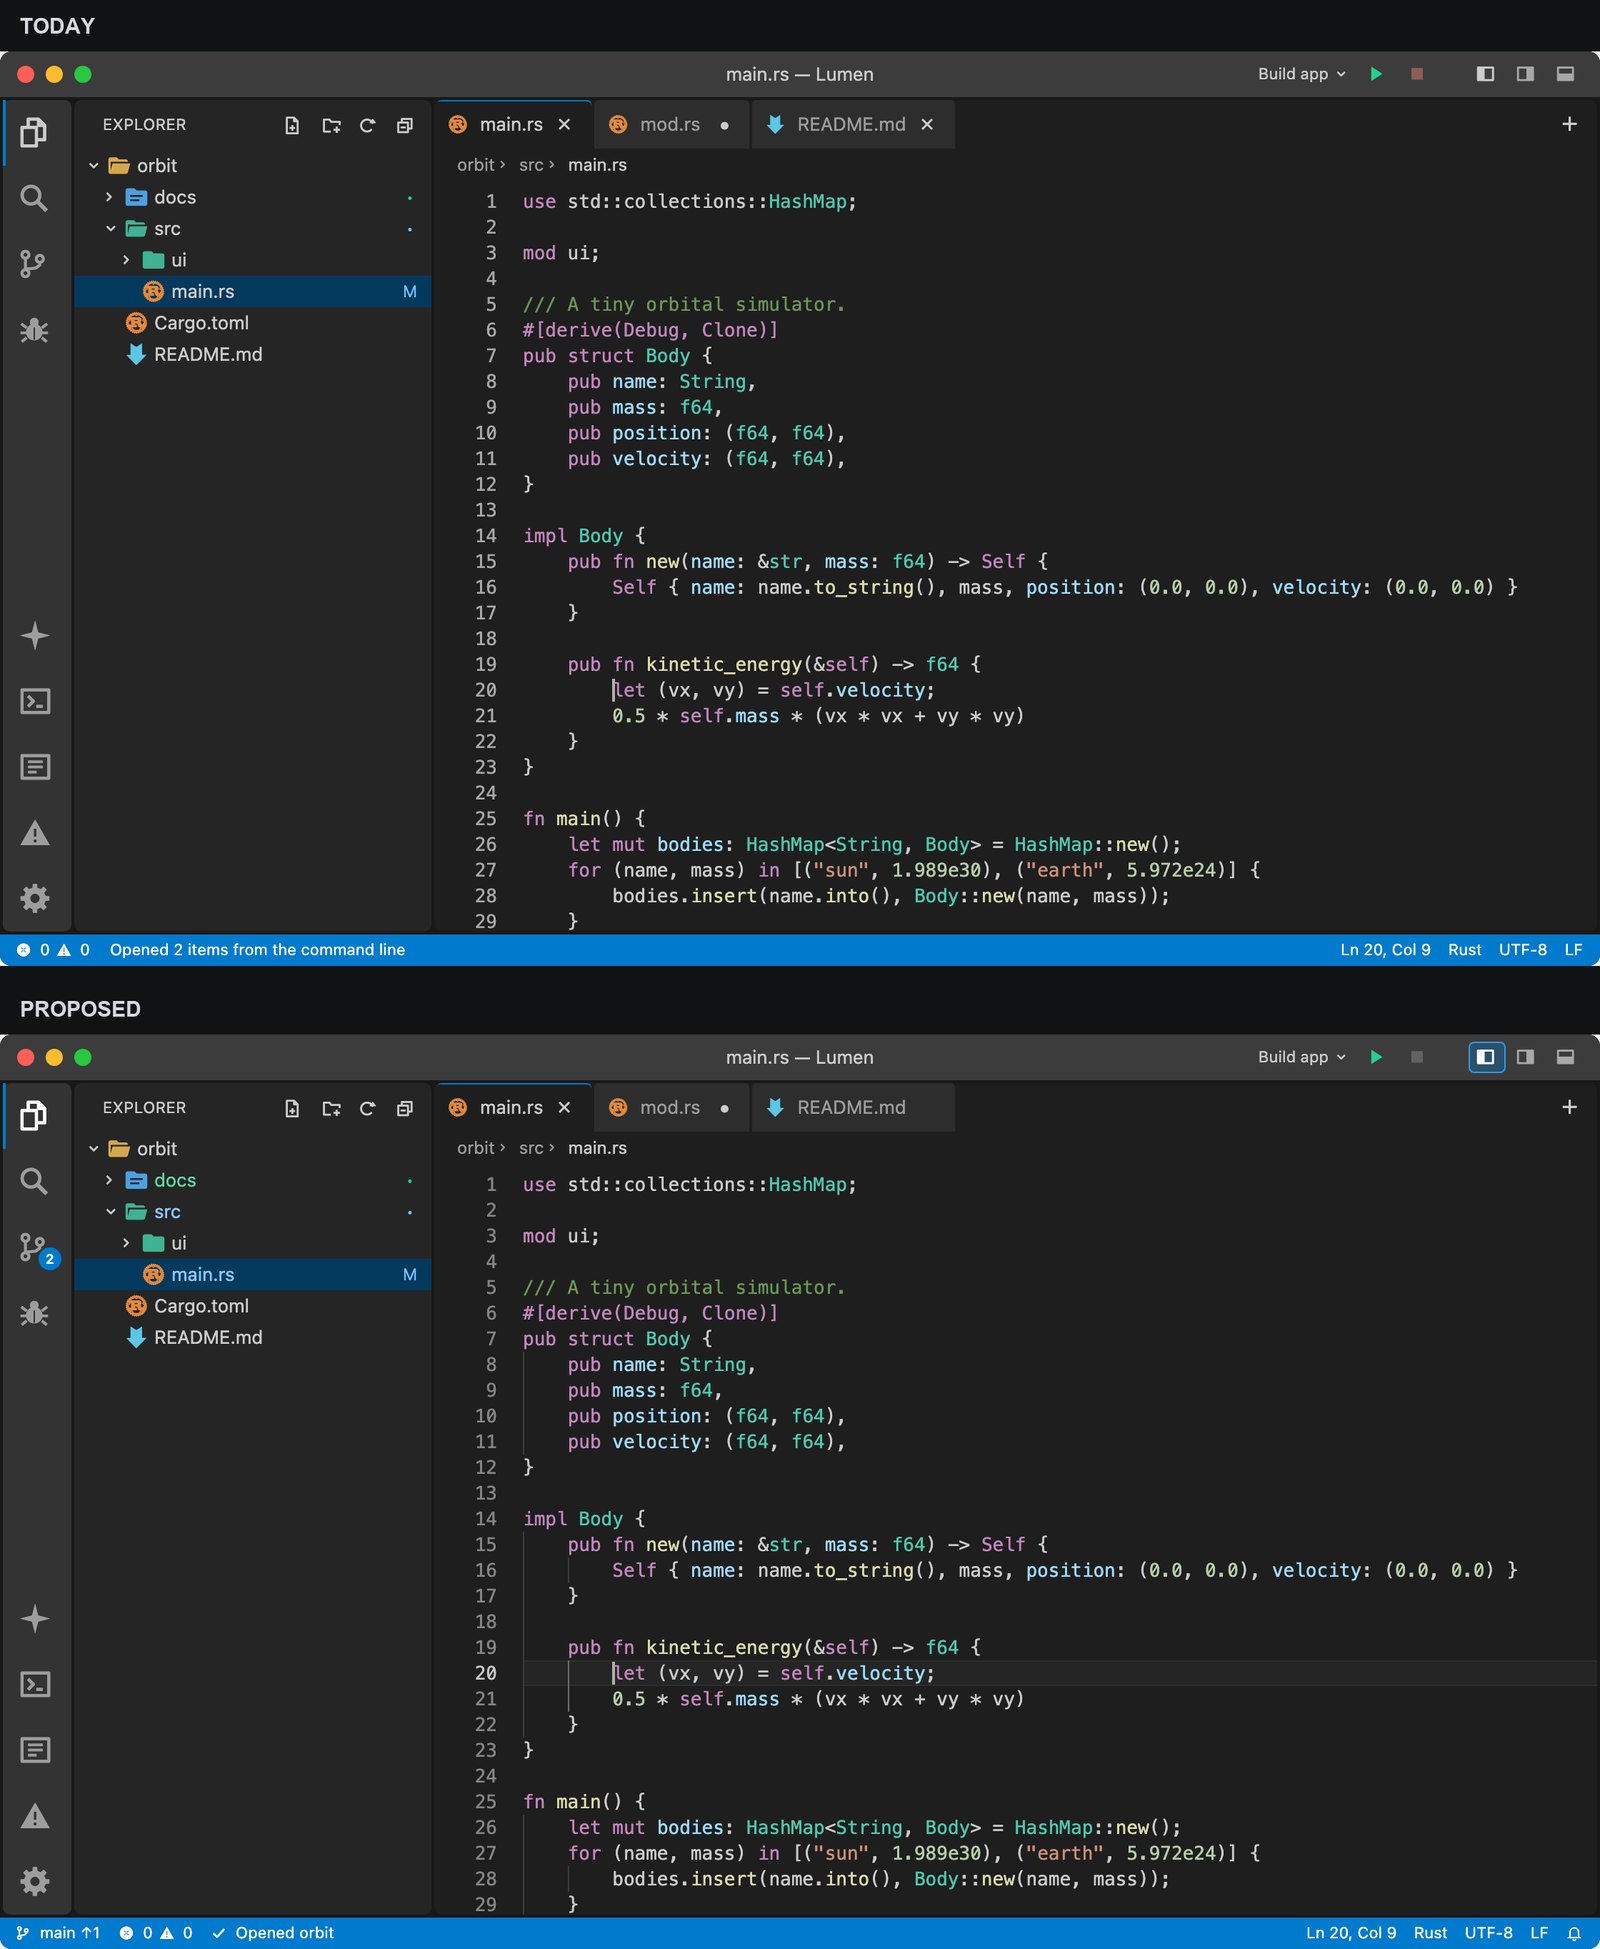 TODAY
main.rs — Lumen
Build app
EXPLORER
main.rs
mod.rs
README.md
orbit
docs
src
ui
main.rs M
Cargo.toml
README.md
orbit › src › main.rs
1 use std::collections::HashMap;
2
3 mod ui;
4
5 /// A tiny orbital simulator.
6 #[derive(Debug, Clone)]
7 pub struct Body {
8     pub name: String,
9     pub mass: f64,
10     pub position: (f64, f64),
11     pub velocity: (f64, f64),
12 }
13
14 impl Body {
15     pub fn new(name: &str, mass: f64) -> Self {
16         Self { name: name.to_string(), mass, position: (0.0, 0.0), velocity: (0.0, 0.0) }
17     }
18
19     pub fn kinetic_energy(&self) -> f64 {
20         let (vx, vy) = self.velocity;
21         0.5 * self.mass * (vx * vx + vy * vy)
22     }
23 }
24
25 fn main() {
26     let mut bodies: HashMap<String, Body> = HashMap::new();
27     for (name, mass) in [("sun", 1.989e30), ("earth", 5.972e24)] {
28         bodies.insert(name.into(), Body::new(name, mass));
29     }
0 0 Opened 2 items from the command line
Ln 20, Col 9 Rust UTF-8 LF
PROPOSED
main.rs — Lumen
Build app
EXPLORER
main.rs
mod.rs
README.md
orbit
docs
src
ui
main.rs M
Cargo.toml
README.md
2
orbit › src › main.rs
1 use std::collections::HashMap;
2
3 mod ui;
4
5 /// A tiny orbital simulator.
6 #[derive(Debug, Clone)]
7 pub struct Body {
8     pub name: String,
9     pub mass: f64,
10     pub position: (f64, f64),
11     pub velocity: (f64, f64),
12 }
13
14 impl Body {
15     pub fn new(name: &str, mass: f64) -> Self {
16         Self { name: name.to_string(), mass, position: (0.0, 0.0), velocity: (0.0, 0.0) }
17     }
18
19     pub fn kinetic_energy(&self) -> f64 {
20         let (vx, vy) = self.velocity;
21         0.5 * self.mass * (vx * vx + vy * vy)
22     }
23 }
24
25 fn main() {
26     let mut bodies: HashMap<String, Body> = HashMap::new();
27     for (name, mass) in [("sun", 1.989e30), ("earth", 5.972e24)] {
28         bodies.insert(name.into(), Body::new(name, mass));
29     }
main ↑1 0 0 ✓ Opened orbit
Ln 20, Col 9 Rust UTF-8 LF